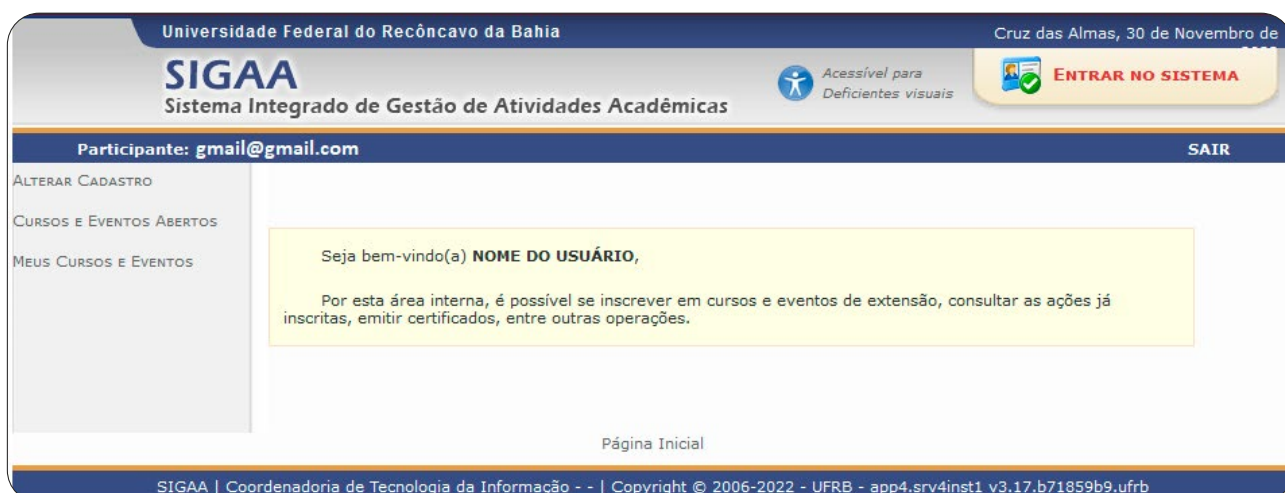 Universidade Federal do Recôncavo da Bahia
Cruz das Almas, 30 de Novembro de
SIGAA
Sistema Integrado de Gestão de Atividades Acadêmicas
Acessível para
Deficientes visuais
ENTRAR NO SISTEMA
Participante: gmail@gmail.com
SAIR
ALTERAR CADASTRO
CURSOS E EVENTOS ABERTOS
MEUS CURSOS E EVENTOS
Seja bem-vindo(a) NOME DO USUÁRIO,
Por esta área interna, é possível se inscrever em cursos e eventos de extensão, consultar as ações já
inscritas, emitir certificados, entre outras operações.
Página Inicial
SIGAA | Coordenadoria de Tecnologia da Informação - - | Copyright © 2006-2022 - UFRB - app4.srv4inst1 v3.17.b71859b9.ufrb